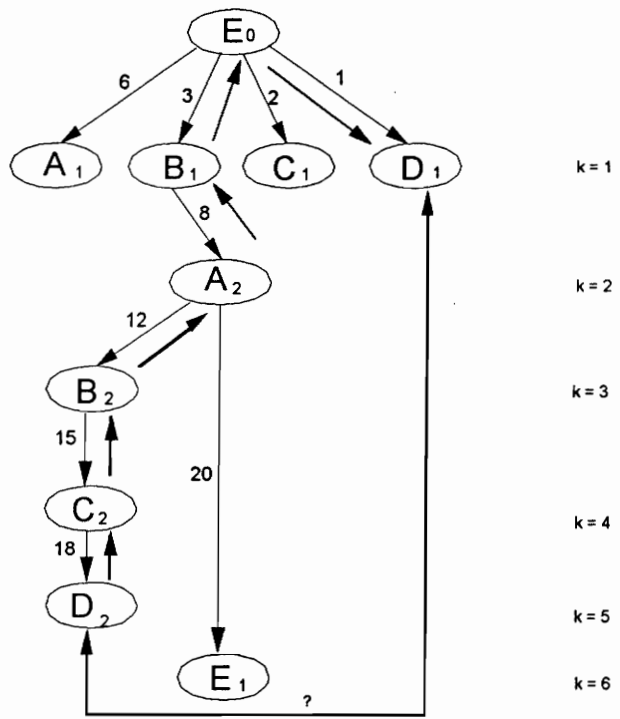 E0
6
3
2
1
A1 B1 C1 D1 k = 1
8
A2 k = 2
12
B2 k = 3
15
20
C2 k = 4
18
D2 k = 5
E1 k = 6
?